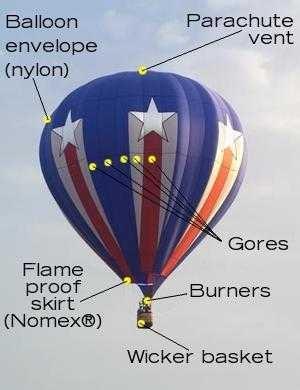 Balloon
envelope
(nylon)
Parachute
vent
Gores
Flame
proof
skirt
(Nomex®)
Burners
Wicker basket